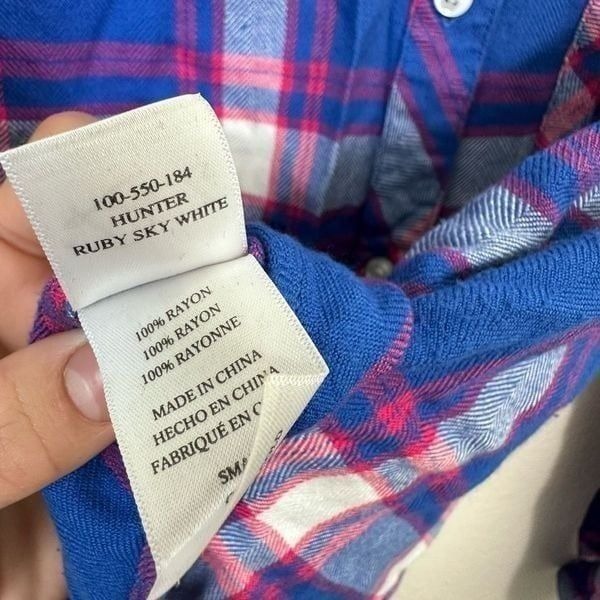 100-550-184
HUNTER
RUBY SKY WHITE
100% RAYON
100% RAYON
100% RAYONNE
MADE IN CHINA
HECHO EN CHINA
FABRIQUÉ EN